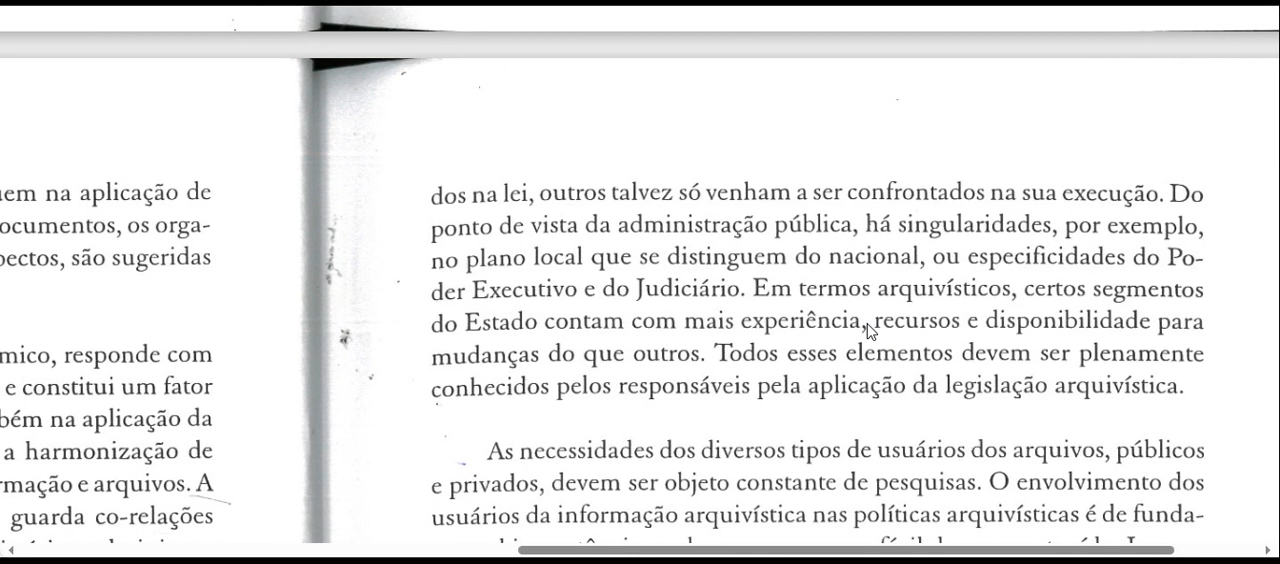 na aplicação de
os orga-
são sugeridas
responde com
e constitui um fator
na aplicação da
a harmonização de
e arquivos. A
guarda co-relações
dos na lei, outros talvez só venham a ser confrontados na sua execução. Do
ponto de vista da administração pública, há singularidades, por exemplo,
no plano local que se distinguem do nacional, ou especificidades do Po-
der Executivo e do Judiciário. Em termos arquivísticos, certos segmentos
do Estado contam com mais experiência, recursos e disponibilidade para
mudanças do que outros. Todos esses elementos devem ser plenamente
conhecidos pelos responsáveis pela aplicação da legislação arquivística.
As necessidades dos diversos tipos de usuários dos arquivos, públicos
e privados, devem ser objeto constante de pesquisas. O envolvimento dos
usuários da informação arquivística nas políticas arquivísticas é de funda-